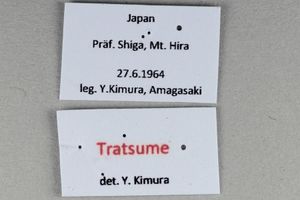 Japan
Präf. Shiga, Mt. Hira
27.6.1964
leg. Y.Kimura, Amagasaki
Tratsume
det. Y. Kimura